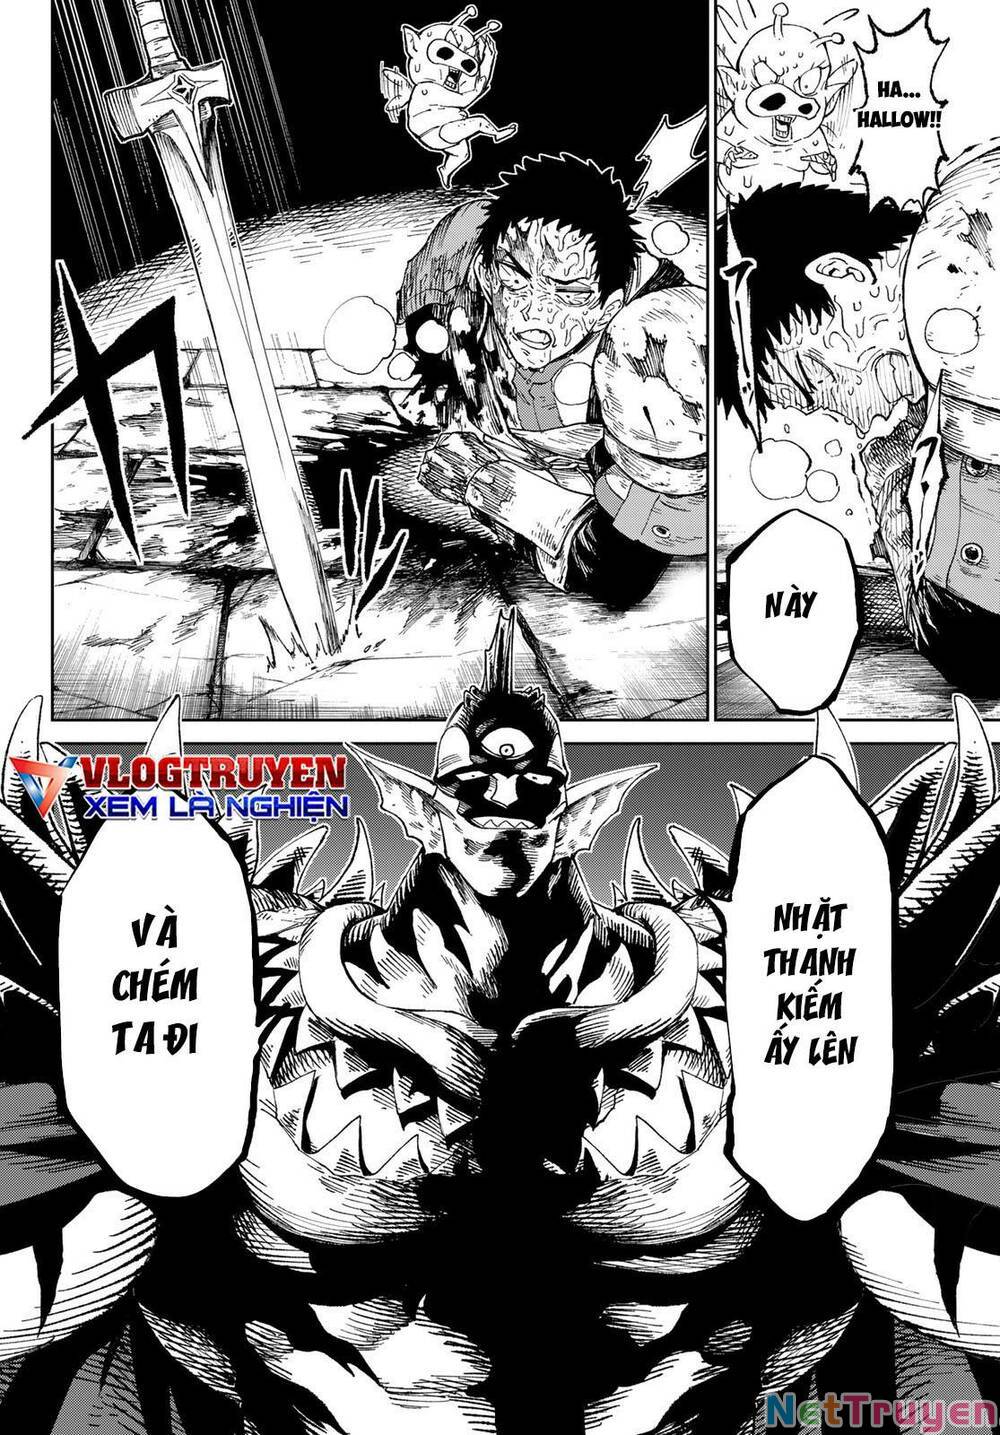 HA...
HALLOW!!
NÀY
NHẶT
THANH
KIẾM
ẤY LÊN
VÀ
CHÉM
TA ĐI
VLOGTRUYEN
XEM LÀ NGHIỆN
NetTruyen